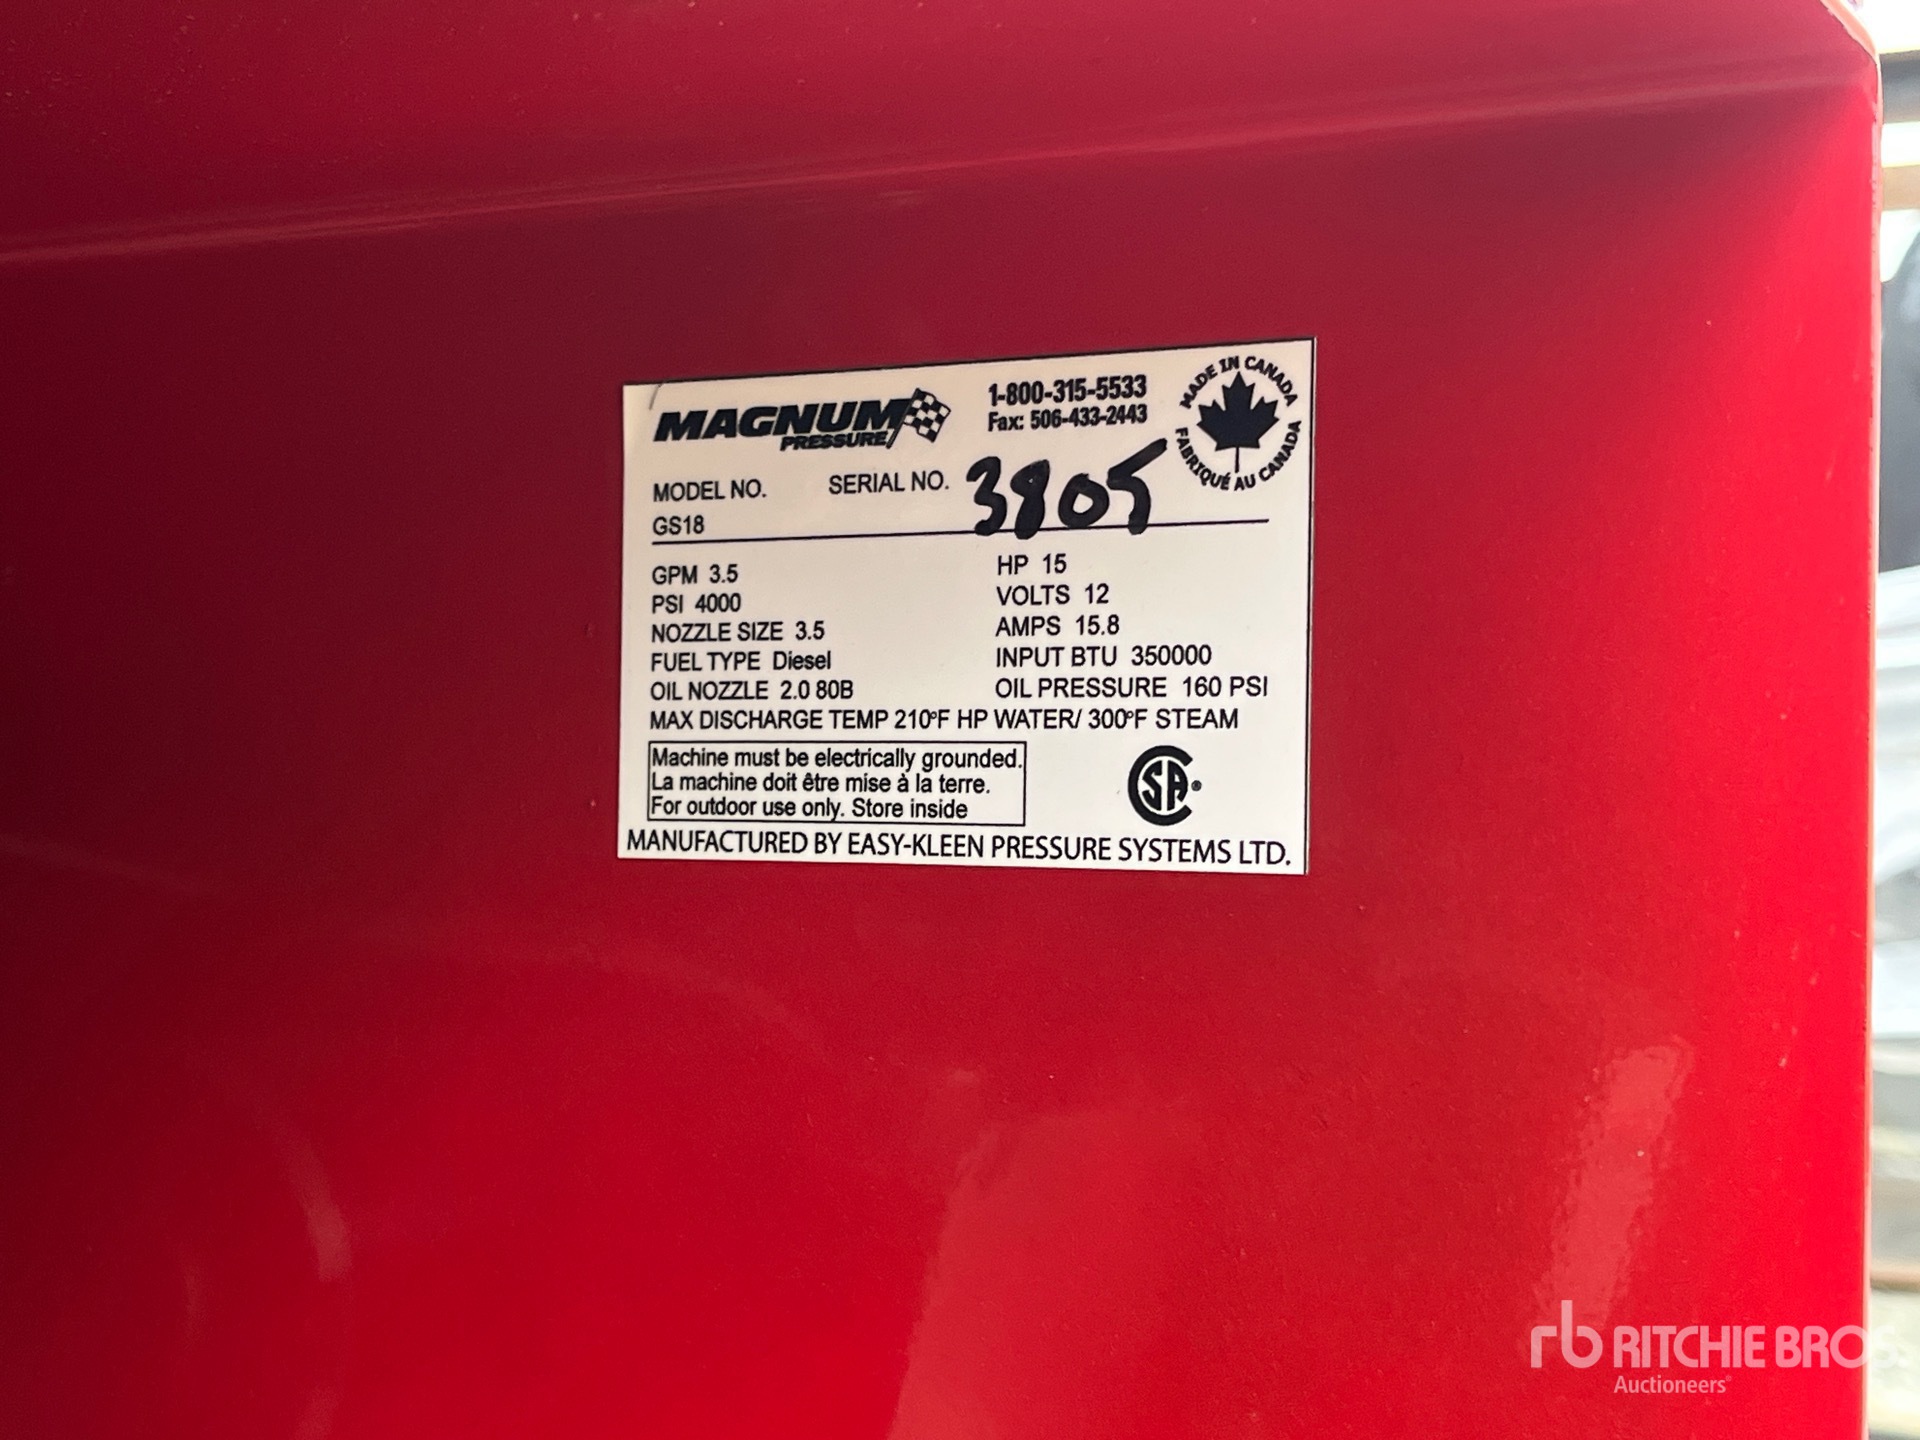 MAGNUM
PRESSURE
1-800-315-5533
Fax: 506-433-2443
MADE IN CANADA
FABRIQUÉ AU CANADA
MODEL NO.
GS18
SERIAL NO. 3805
GPM 3.5
PSI 4000
NOZZLE SIZE 3.5
FUEL TYPE Diesel
OIL NOZZLE 2.0 80B
HP 15
VOLTS 12
AMPS 15.8
INPUT BTU 350000
OIL PRESSURE 160 PSI
MAX DISCHARGE TEMP 210°F HP WATER/ 300°F STEAM
Machine must be electrically grounded.
La machine doit être mise à la terre.
For outdoor use only. Store inside
CSA
MANUFACTURED BY EASY-KLEEN PRESSURE SYSTEMS LTD.
rb RITCHIE BROS
Auctioneers